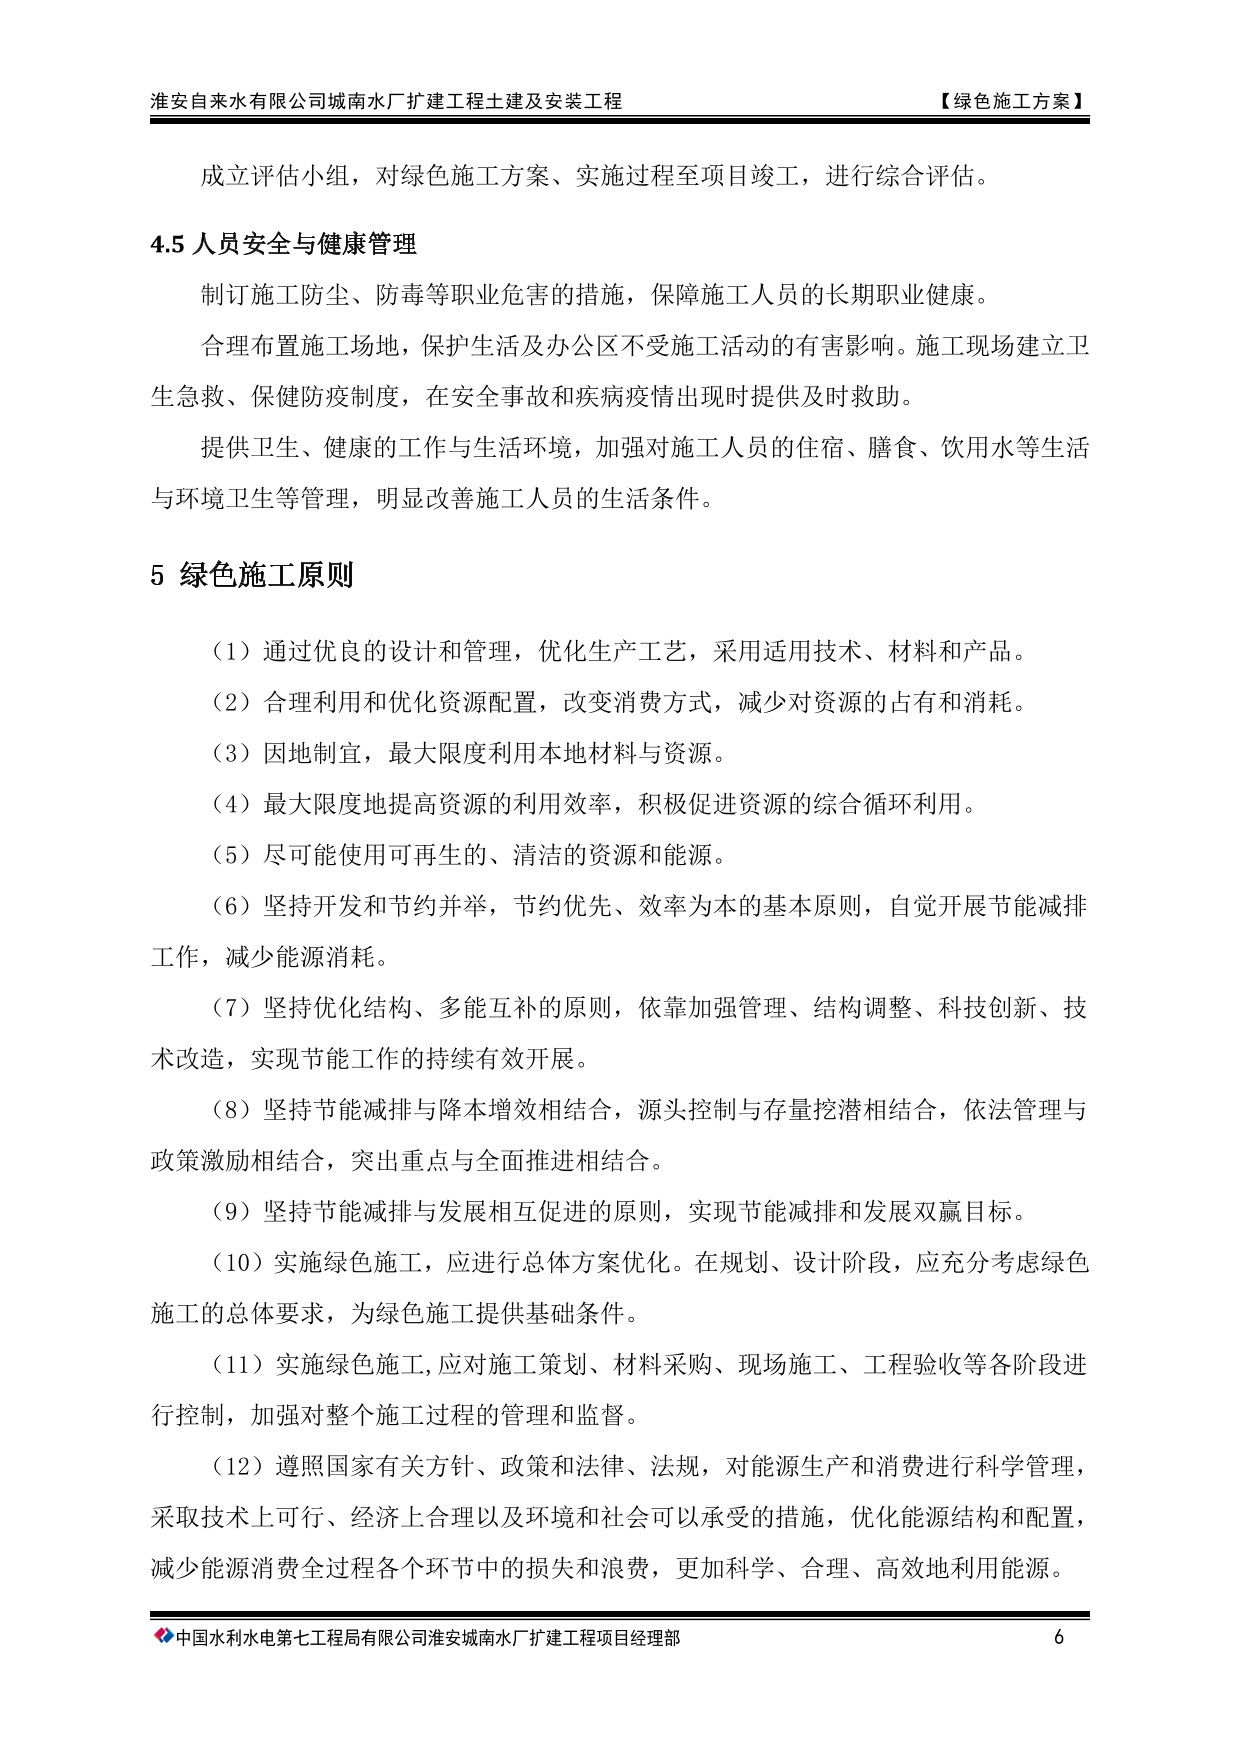 淮安自来水有限公司城南水厂扩建工程土建及安装工程 【绿色施工方案】
成立评估小组，对绿色施工方案、实施过程至项目竣工，进行综合评估。
4.5 人员安全与健康管理
制订施工防尘、防毒等职业危害的措施，保障施工人员的长期职业健康。
合理布置施工场地，保护生活及办公区不受施工活动的有害影响。施工现场建立卫
生急救、保健防疫制度，在安全事故和疾病疫情出现时提供及时救助。
提供卫生、健康的工作与生活环境，加强对施工人员的住宿、膳食、饮用水等生活
与环境卫生等管理，明显改善施工人员的生活条件。
5 绿色施工原则
（1）通过优良的设计和管理，优化生产工艺，采用适用技术、材料和产品。
（2）合理利用和优化资源配置，改变消费方式，减少对资源的占有和消耗。
（3）因地制宜，最大限度利用本地材料与资源。
（4）最大限度地提高资源的利用效率，积极促进资源的综合循环利用。
（5）尽可能使用可再生的、清洁的资源和能源。
（6）坚持开发和节约并举，节约优先、效率为本的基本原则，自觉开展节能减排
工作，减少能源消耗。
（7）坚持优化结构、多能互补的原则，依靠加强管理、结构调整、科技创新、技
术改造，实现节能工作的持续有效开展。
（8）坚持节能减排与降本增效相结合，源头控制与存量挖潜相结合，依法管理与
政策激励相结合，突出重点与全面推进相结合。
（9）坚持节能减排与发展相互促进的原则，实现节能减排和发展双赢目标。
（10）实施绿色施工，应进行总体方案优化。在规划、设计阶段，应充分考虑绿色
施工的总体要求，为绿色施工提供基础条件。
（11）实施绿色施工,应对施工策划、材料采购、现场施工、工程验收等各阶段进
行控制，加强对整个施工过程的管理和监督。
（12）遵照国家有关方针、政策和法律、法规，对能源生产和消费进行科学管理，
采取技术上可行、经济上合理以及环境和社会可以承受的措施，优化能源结构和配置，
减少能源消费全过程各个环节中的损失和浪费，更加科学、合理、高效地利用能源。
中国水利水电第七工程局有限公司淮安城南水厂扩建工程项目经理部 6